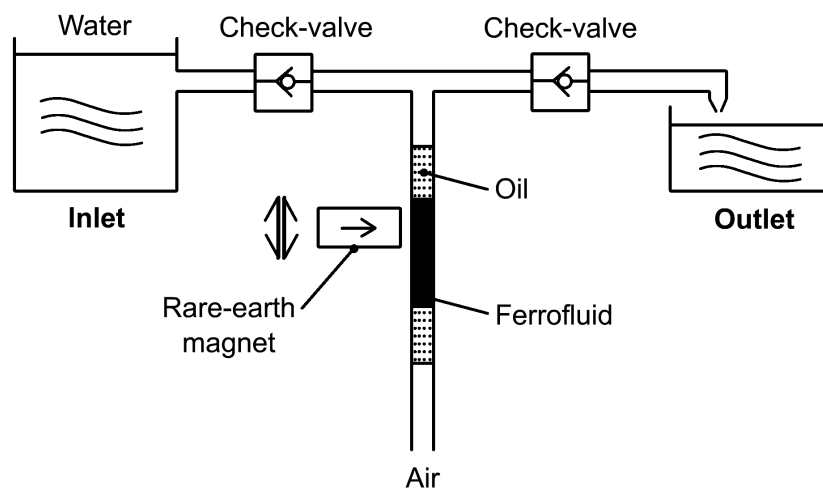 Water
Check-valve
Check-valve
Oil
Inlet
Outlet
Rare-earth
magnet
Ferrofluid
Air